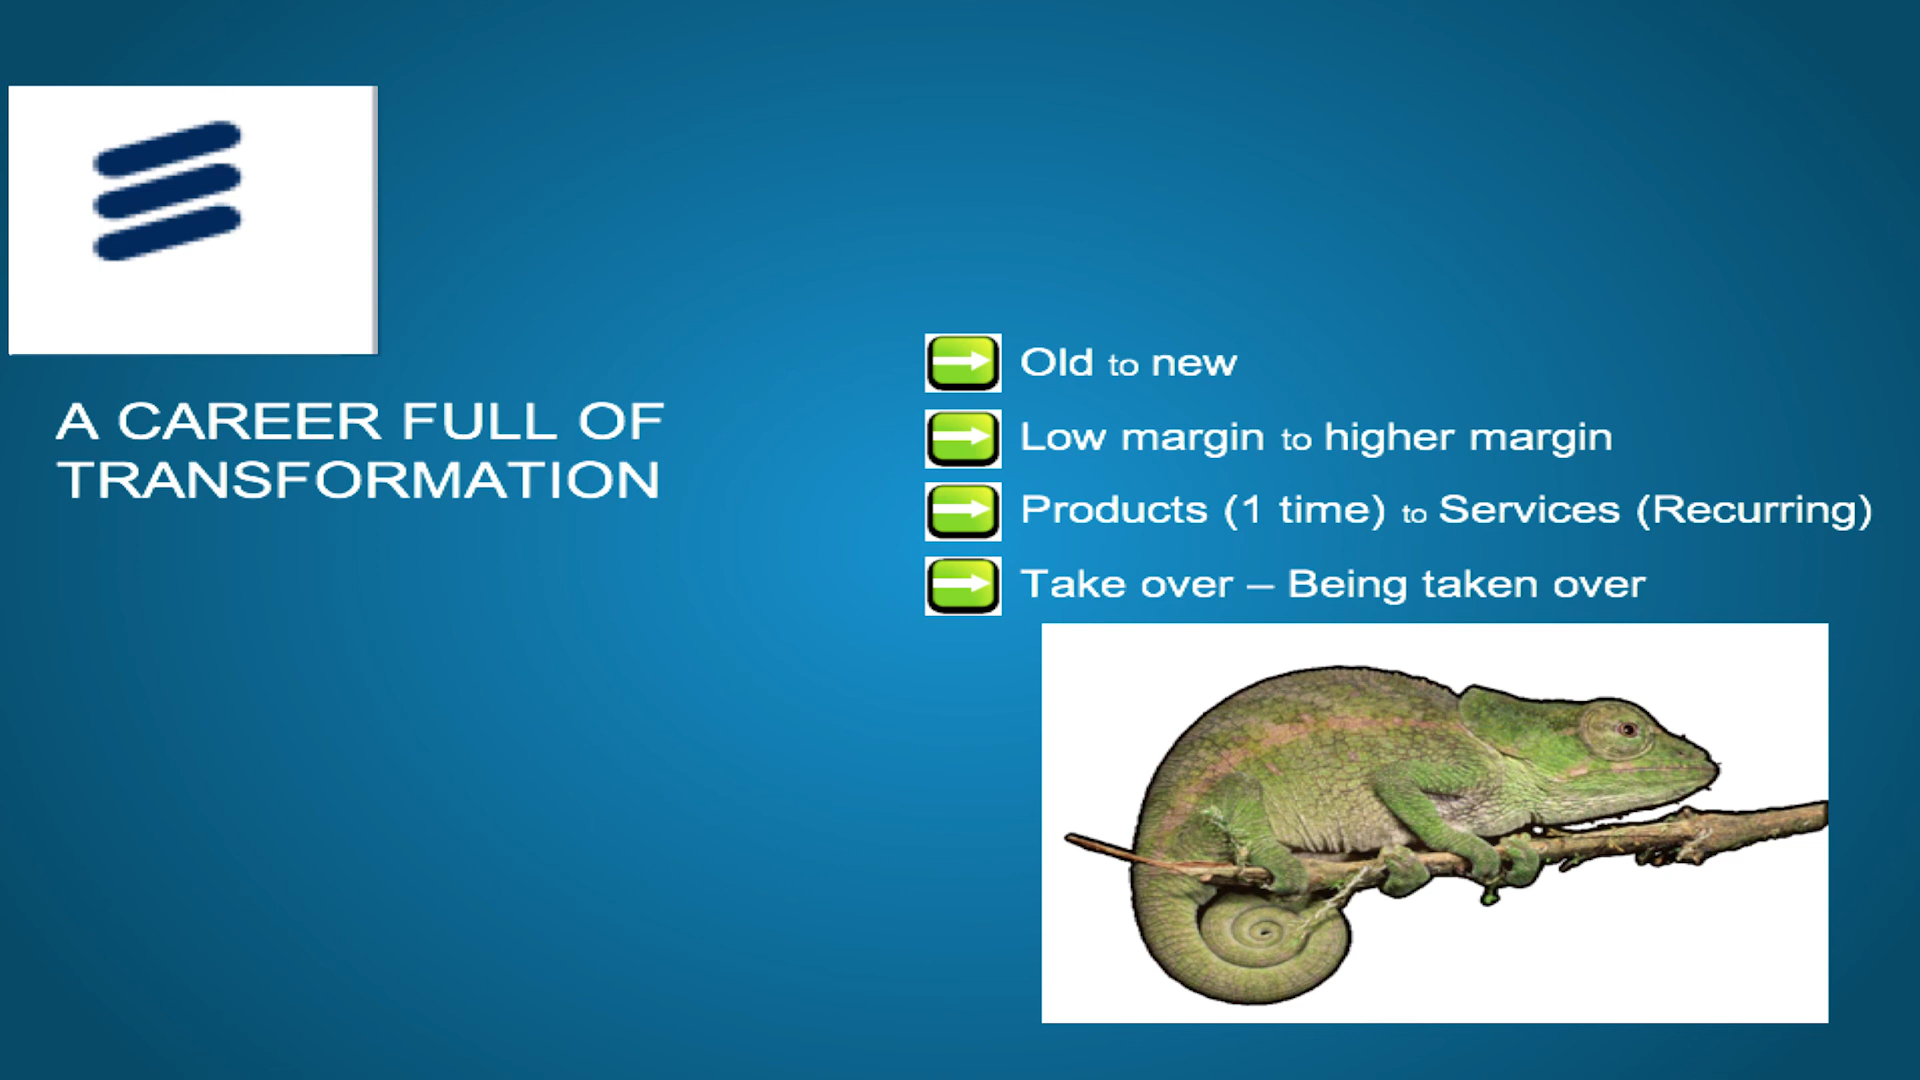 A CAREER FULL OF
TRANSFORMATION
Old to new
Low margin to higher margin
Products (1 time) to Services (Recurring)
Take over – Being taken over